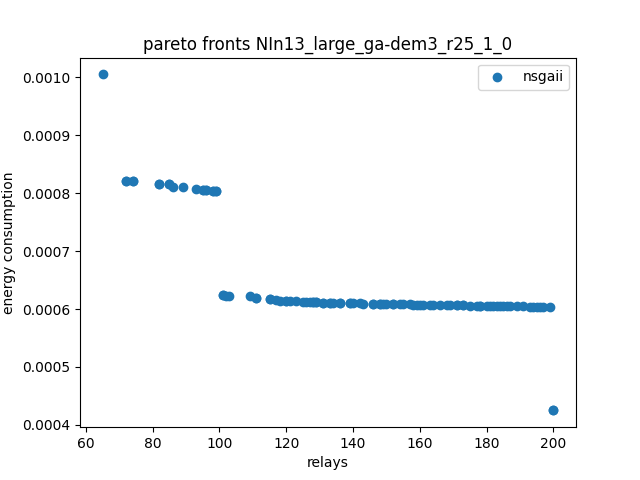 pareto fronts NIn13_large_ga-dem3_r25_1_0
nsgaii
0.0010
0.0009
0.0008
0.0007
0.0006
0.0005
0.0004
energy consumption
60 80 100 120 140 160 180 200
relays